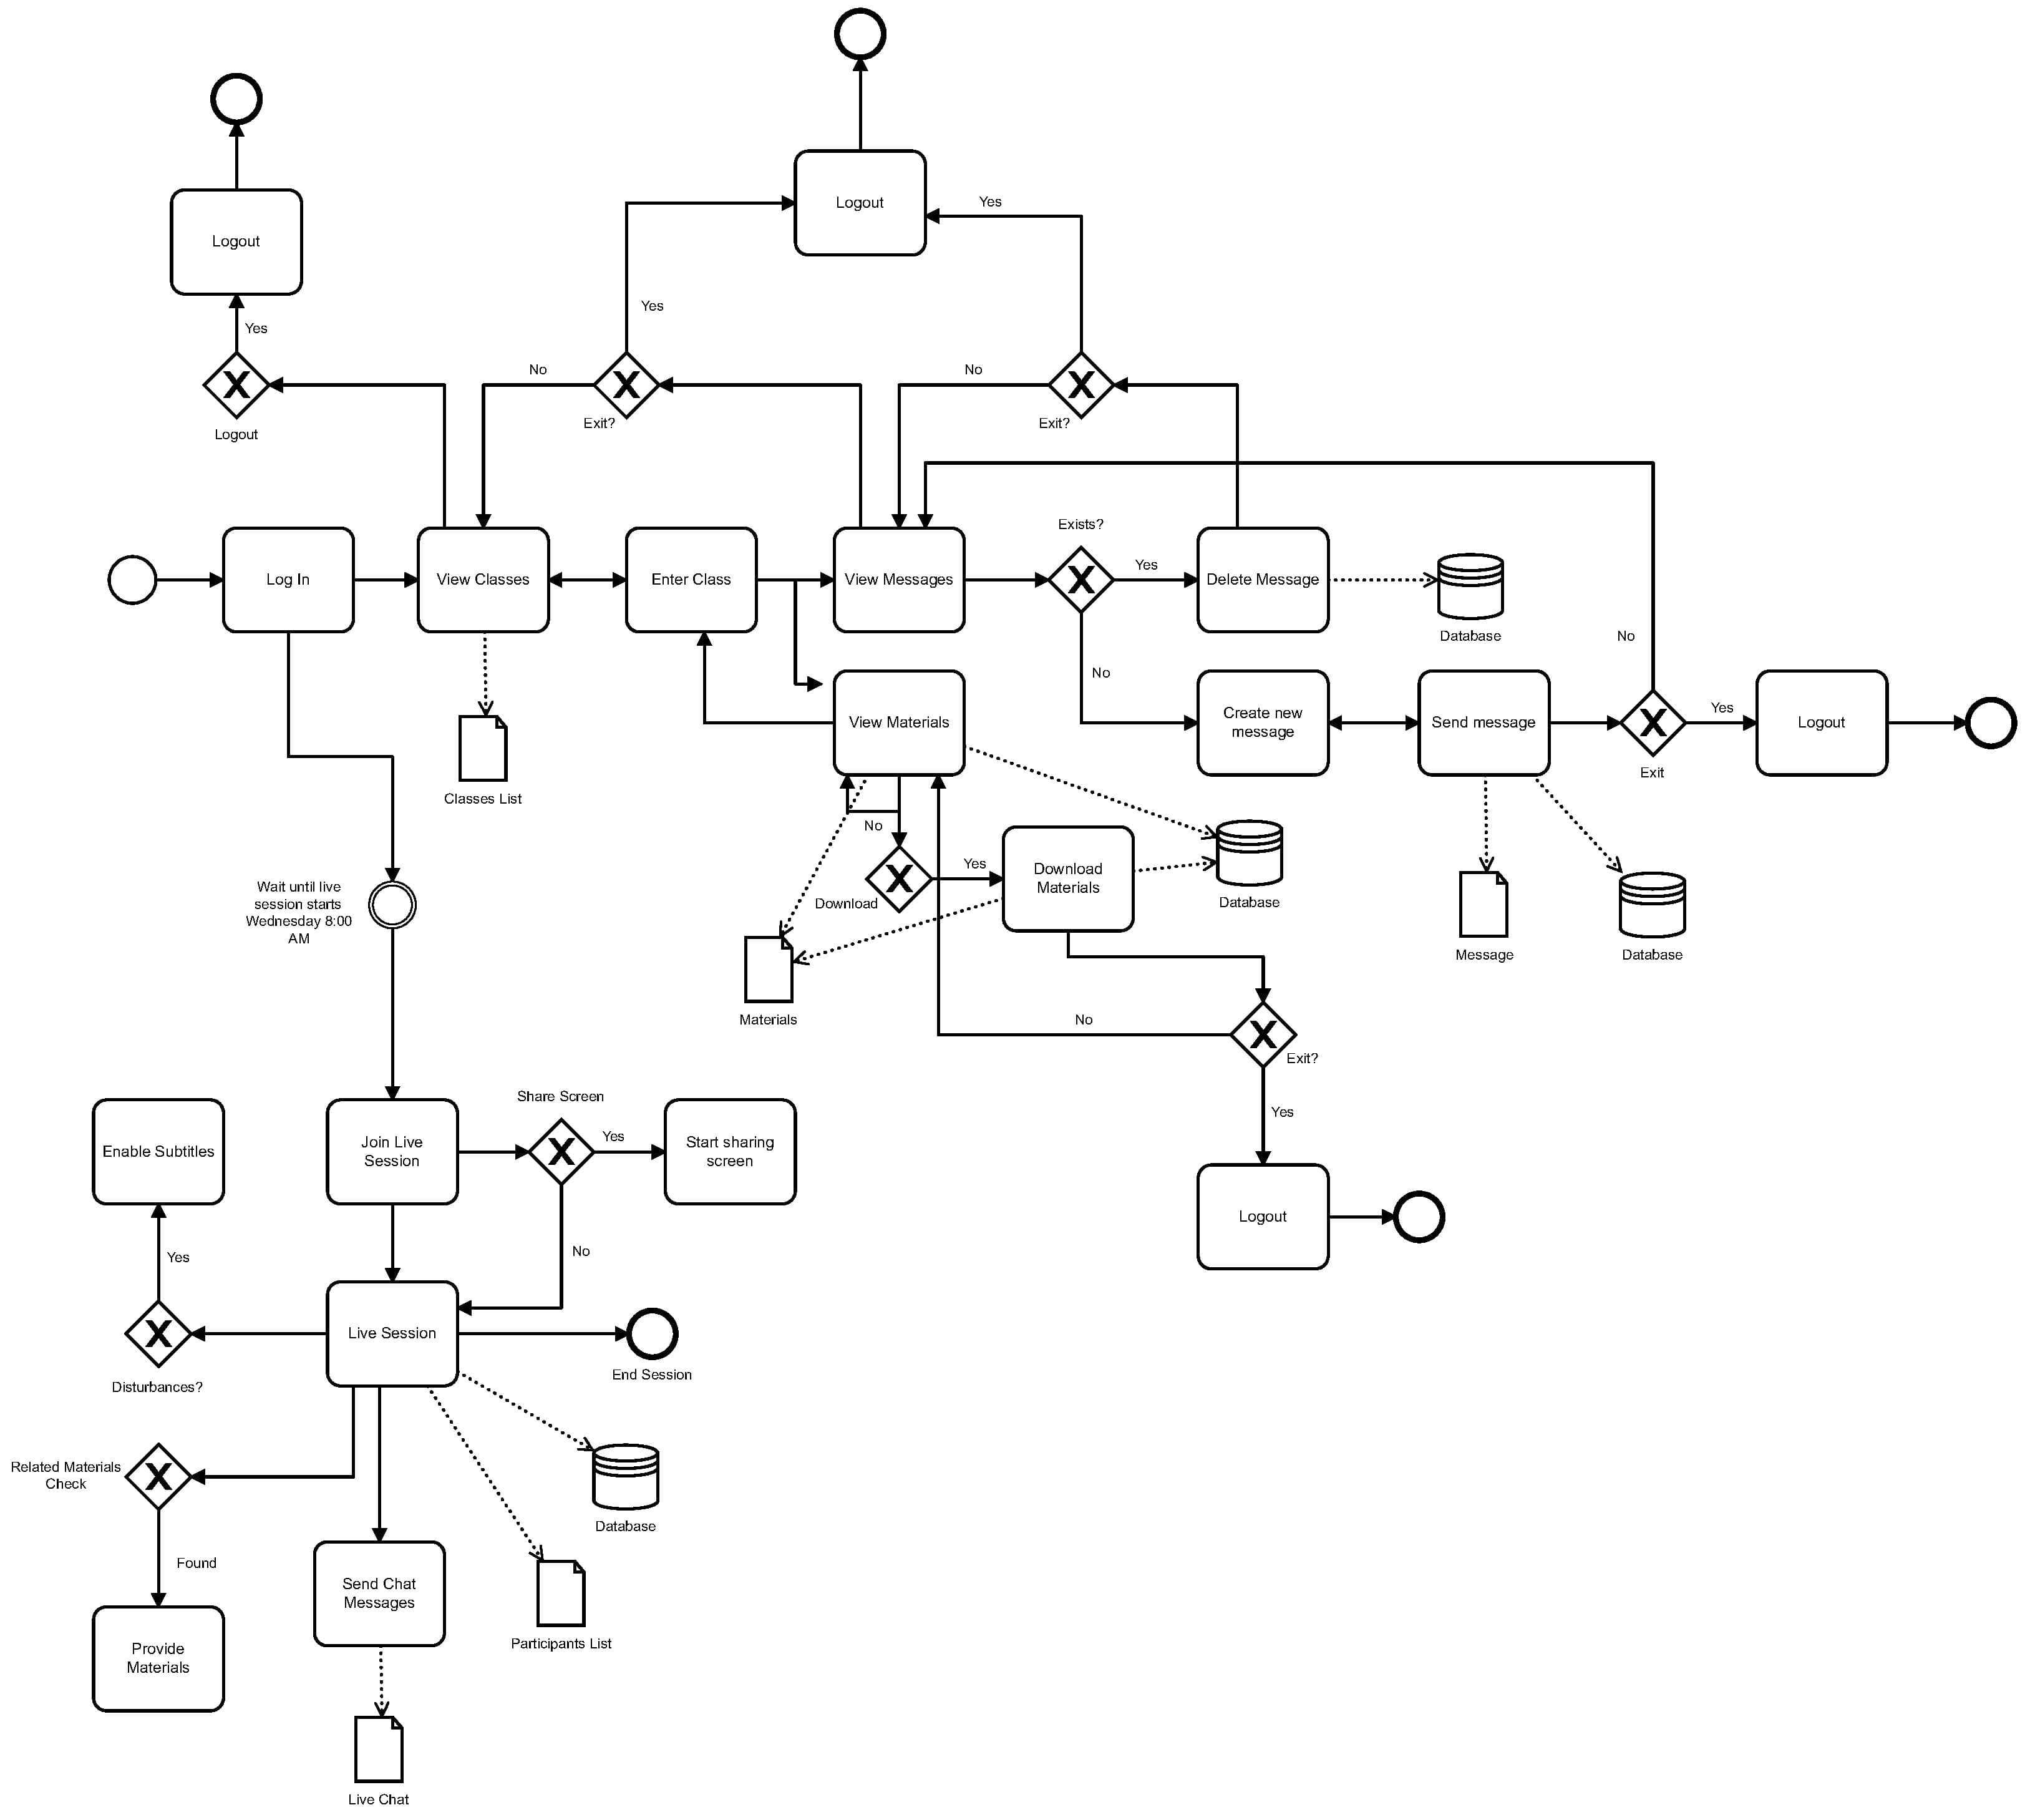 Logout
Yes
Logout
Yes
Yes
Logout
No
Exit?
No
Exit?
Log In
View Classes
Enter Class
View Messages
Exists?
Yes
Delete Message
Database
No
No
Classes List
View Materials
Create new
message
Send message
Yes
Exit
Logout
No
Download
Yes
Download
Materials
Database
Message
Database
Materials
No
Exit?
Yes
Logout
Wait until live
session starts
Wednesday 8:00
AM
Enable Subtitles
Join Live
Session
Share Screen
Yes
Start sharing
screen
Yes
No
Disturbances?
Live Session
End Session
Related Materials
Check
Database
Found
Send Chat
Messages
Participants List
Provide
Materials
Live Chat